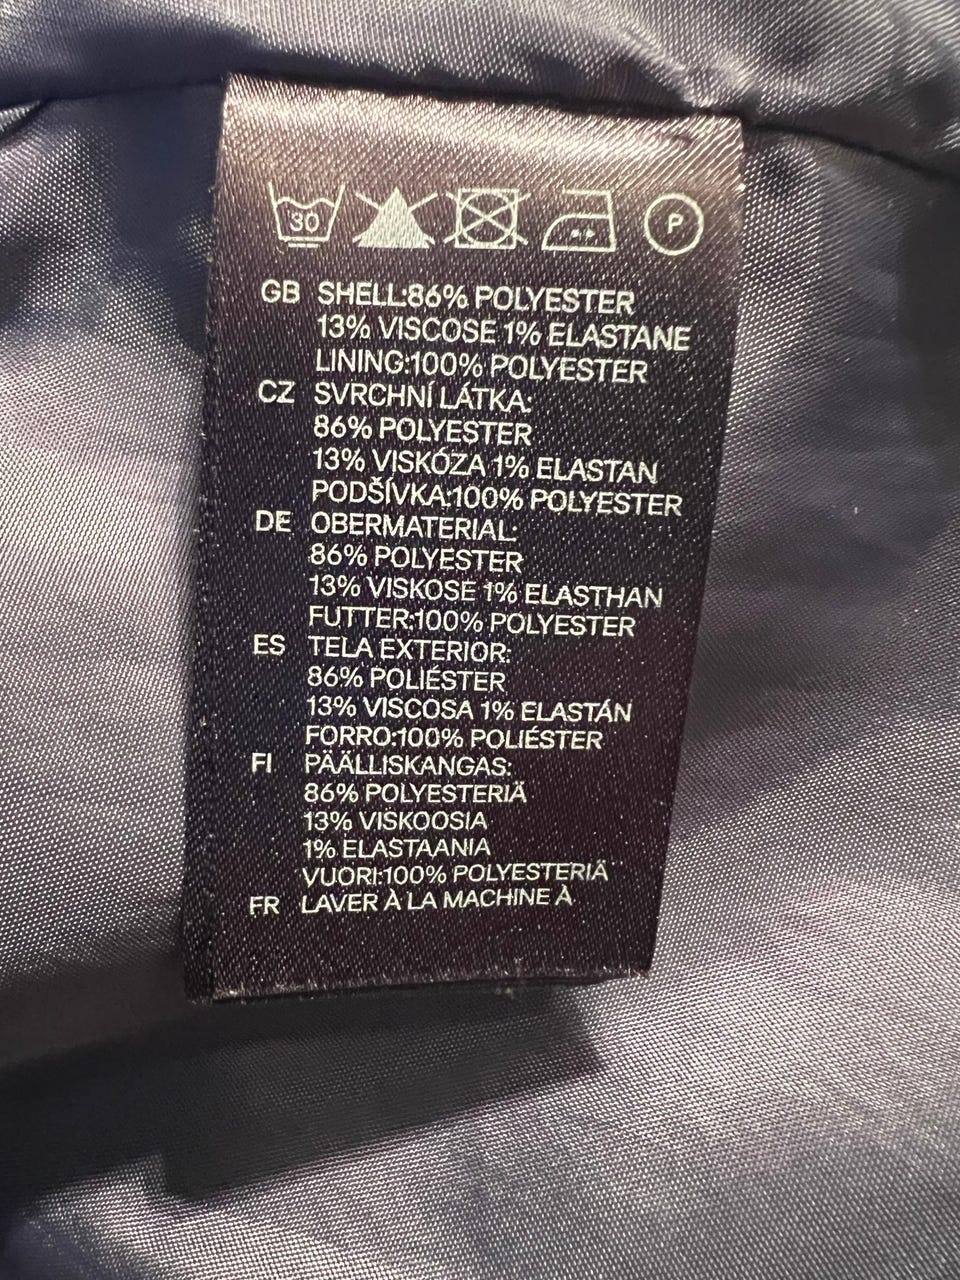 30 P
GB SHELL:86% POLYESTER
13% VISCOSE 1% ELASTANE
LINING:100% POLYESTER
CZ SVRCHNÍ LÁTKA:
86% POLYESTER
13% VISKÓZA 1% ELASTAN
PODŠÍVKA:100% POLYESTER
DE OBERMATERIAL:
86% POLYESTER
13% VISKOSE 1% ELASTHAN
FUTTER:100% POLYESTER
ES TELA EXTERIOR:
86% POLIÉSTER
13% VISCOSA 1% ELASTÁN
FORRO:100% POLIÉSTER
FI PÄÄLLISKANGAS:
86% POLYESTERIÄ
13% VISKOOSIA
1% ELASTAANIA
VUORI:100% POLYESTERIÄ
FR LAVER À LA MACHINE À